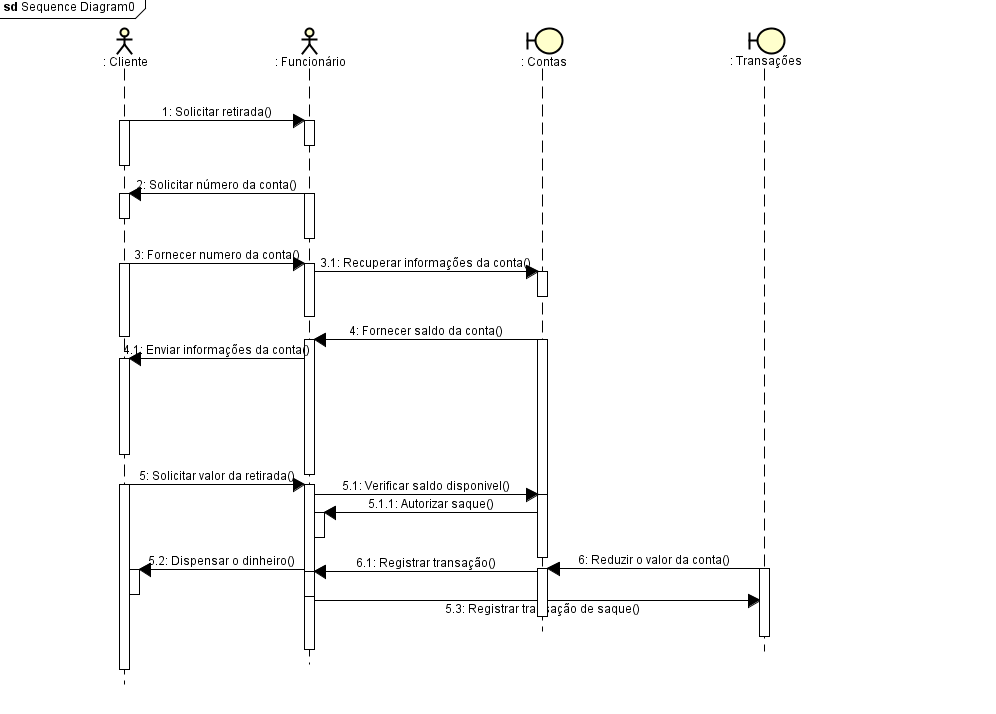 sd Sequence Diagram0
: Cliente
: Funcionário
: Contas
: Transações
1: Solicitar retirada()
2: Solicitar número da conta()
3: Fornecer numero da conta()
3.1: Recuperar informações da conta()
4: Fornecer saldo da conta()
4.1: Enviar informações da conta()
5: Solicitar valor da retirada()
5.1: Verificar saldo disponivel()
5.1.1: Autorizar saque()
5.2: Dispensar o dinheiro()
6.1: Registrar transação()
6: Reduzir o valor da conta()
5.3: Registrar transação de saque()